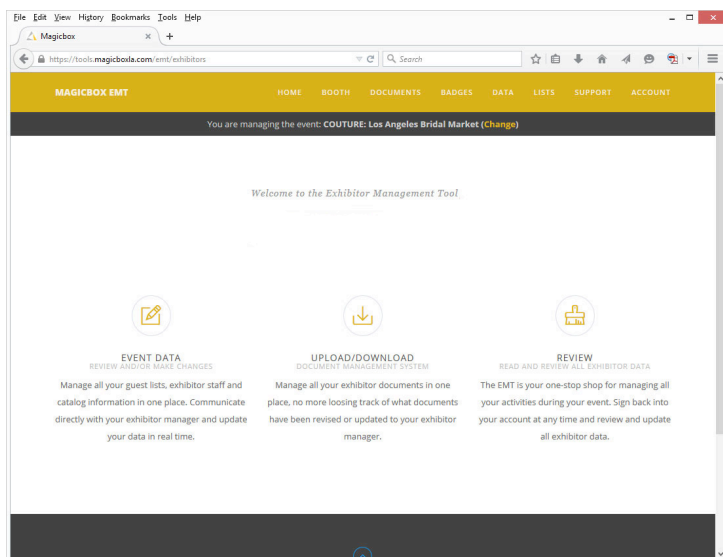 File Edit View History Bookmarks Tools Help
Magicbox × +
https://tools.magicboxla.com/emt/exhibitors Search
MAGICBOX EMT HOME BOOTH DOCUMENTS BADGES DATA LISTS SUPPORT ACCOUNT
You are managing the event: COUTURE: Los Angeles Bridal Market (Change)
Welcome to the Exhibitor Management Tool
EVENT DATA
REVIEW AND/OR MAKE CHANGES
Manage all your guest lists, exhibitor staff and
catalog information in one place. Communicate
directly with your exhibitor manager and update
your data in real time.
UPLOAD/DOWNLOAD
DOCUMENT MANAGEMENT SYSTEM
Manage all your exhibitor documents in one
place, no more loosing track of what documents
have been revised or updated to your exhibitor
manager.
REVIEW
READ AND REVIEW ALL EXHIBITOR DATA
The EMT is your one-stop shop for managing all
your activities during your event. Sign back into
your account at any time and review and update
all exhibitor data.